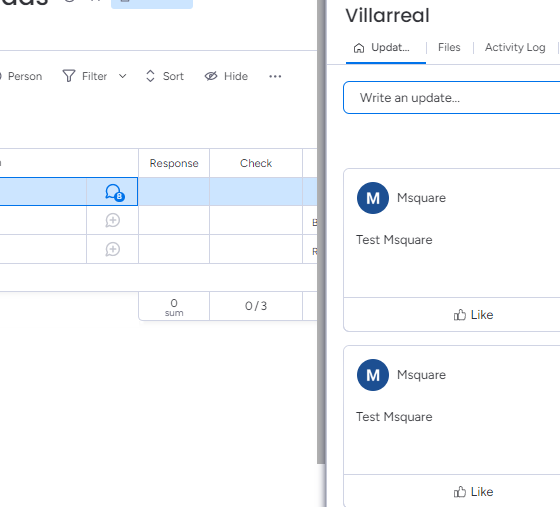 Villarreal
Updat...
Files
Activity Log
Person
Filter
Sort
Hide
Write an update...
Response
Check
8
0
sum
0 / 3
M
Msquare
Test Msquare
Like
M
Msquare
Test Msquare
Like